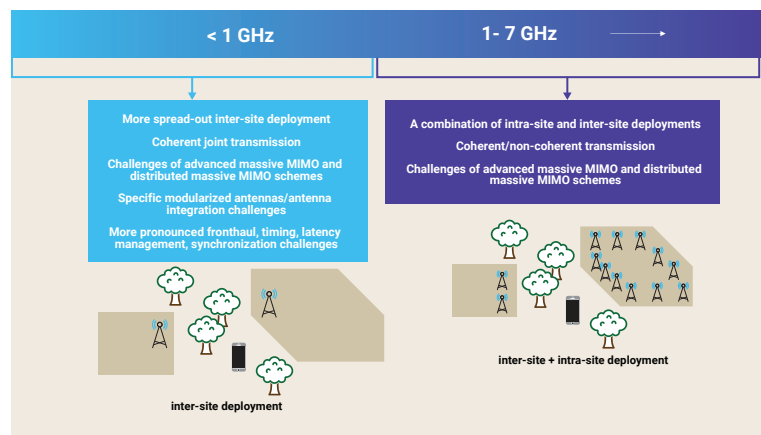 < 1 GHz
1- 7 GHz
More spread-out inter-site deployment
Coherent joint transmission
Challenges of advanced massive MIMO and
distributed massive MIMO schemes
Specific modularized antennas/antenna
integration challenges
More pronounced fronthaul, timing, latency
management, synchronization challenges
inter-site deployment
A combination of intra-site and inter-site deployments
Coherent/non-coherent transmission
Challenges of advanced massive MIMO and distributed
massive MIMO schemes
inter-site + intra-site deployment